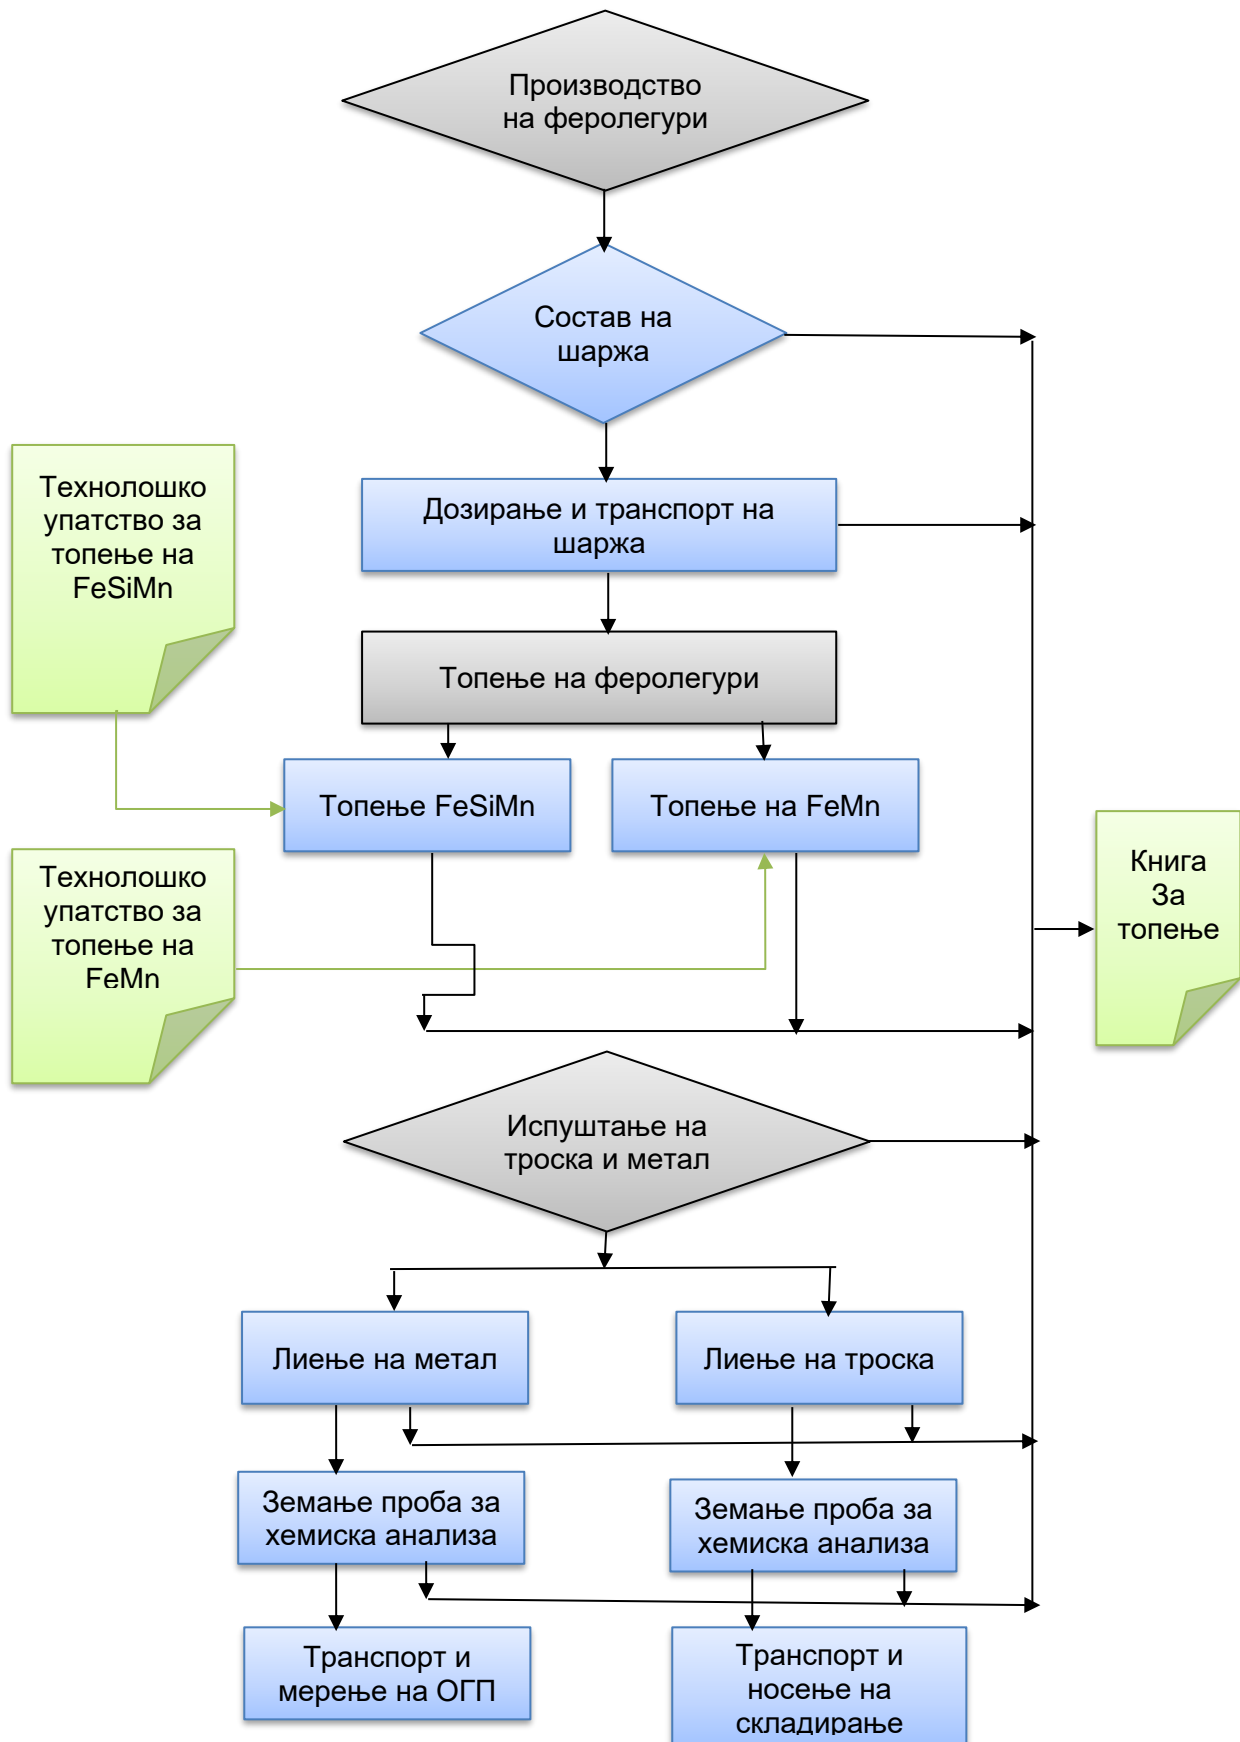 Производство
на феролегури
Состав на
шаржа
Технолошко
упатство за
топење на
FeSiMn
Дозирање и транспорт на
шаржа
Топење на феролегури
Топење FeSiMn
Топење на FeMn
Технолошко
упатство за
топење на
FeMn
Книга
За
топење
Испуштање на
троска и метал
Лиење на метал
Лиење на троска
Земање проба за
хемиска анализа
Земање проба за
хемиска анализа
Транспорт и
мерење на ОГП
Транспорт и
носење на
складирање